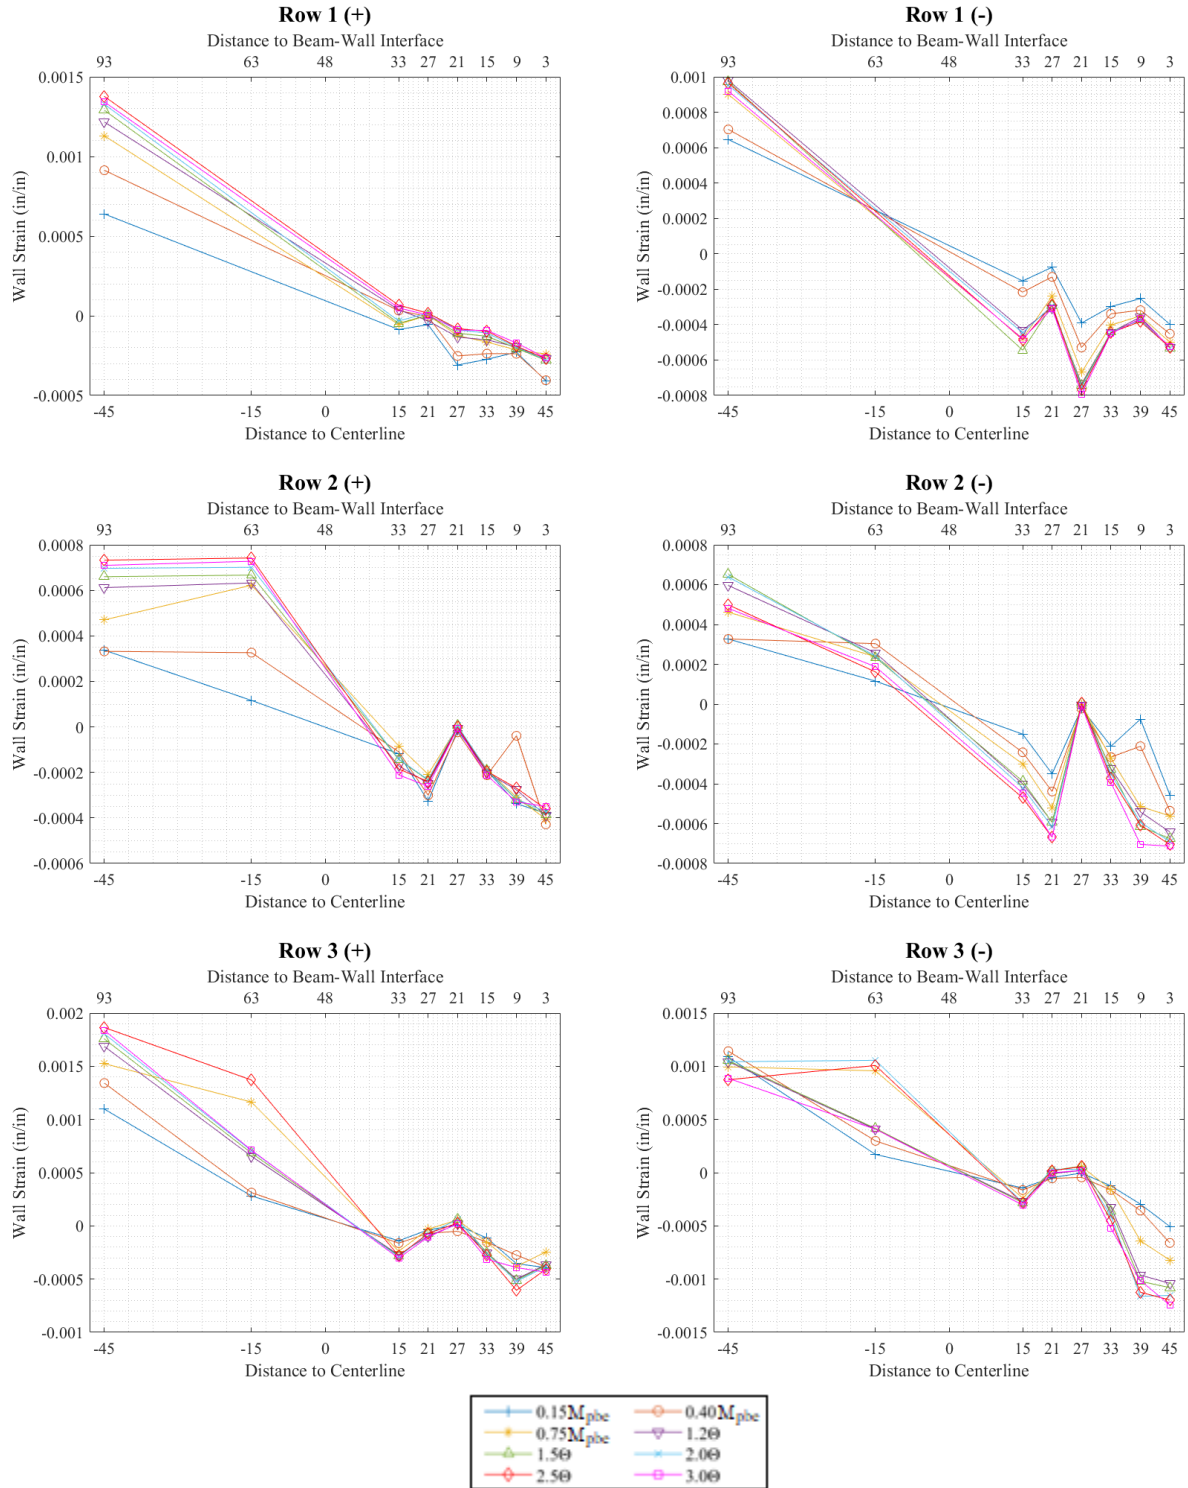 Row 1 (+)
Distance to Beam-Wall Interface
93 63 48 33 27 21 15 9 3
0.0015
0.001
0.0005
0
-0.0005
Wall Strain (in/in)
-45 -15 0 15 21 27 33 39 45
Distance to Centerline
Row 1 (-)
Distance to Beam-Wall Interface
93 63 48 33 27 21 15 9 3
0.001
0.0008
0.0006
0.0004
0.0002
0
-0.0002
-0.0004
-0.0006
-0.0008
Wall Strain (in/in)
-45 -15 0 15 21 27 33 39 45
Distance to Centerline
Row 2 (+)
Distance to Beam-Wall Interface
93 63 48 33 27 21 15 9 3
0.0008
0.0006
0.0004
0.0002
0
-0.0002
-0.0004
-0.0006
Wall Strain (in/in)
-45 -15 0 15 21 27 33 39 45
Distance to Centerline
Row 2 (-)
Distance to Beam-Wall Interface
93 63 48 33 27 21 15 9 3
0.0008
0.0006
0.0004
0.0002
0
-0.0002
-0.0004
-0.0006
-0.0008
Wall Strain (in/in)
-45 -15 0 15 21 27 33 39 45
Distance to Centerline
Row 3 (+)
Distance to Beam-Wall Interface
93 63 48 33 27 21 15 9 3
0.002
0.0015
0.001
0.0005
0
-0.0005
-0.001
Wall Strain (in/in)
-45 -15 0 15 21 27 33 39 45
Distance to Centerline
Row 3 (-)
Distance to Beam-Wall Interface
93 63 48 33 27 21 15 9 3
0.0015
0.001
0.0005
0
-0.0005
-0.001
-0.0015
Wall Strain (in/in)
-45 -15 0 15 21 27 33 39 45
Distance to Centerline
0.15Mpbe 0.40Mpbe
0.75Mpbe 1.2Θ
1.5Θ 2.0Θ
2.5Θ 3.0Θ